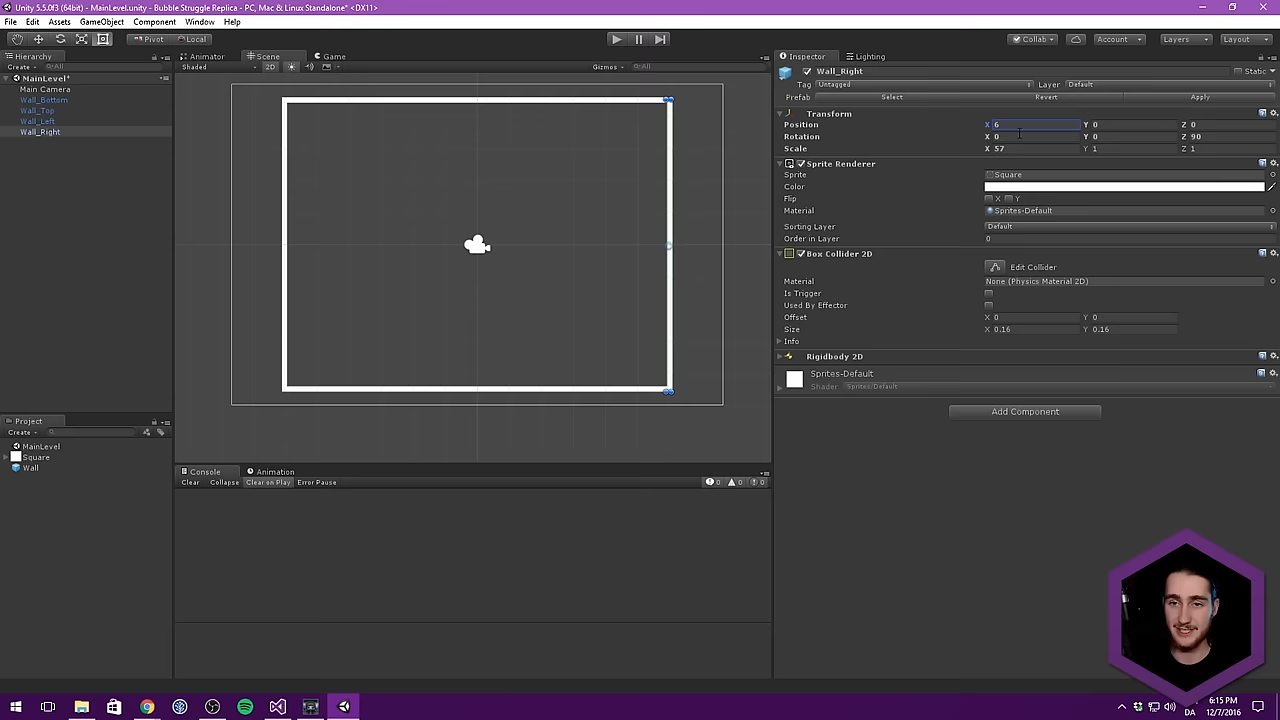 Unity 5.5.0f3 (64bit) - MainLevel.unity - Bubble Struggle Replica - PC, Mac & Linux Standalone* <DX11>
File Edit Assets GameObject Component Window Help
Pivot Local Collab Account Layers Layout
Hierarchy Animator Scene Game Inspector Lighting
Create All Shaded 2D Gizmos All Wall_Right Static
MainLevel* Tag Untagged Layer Default
Main Camera Prefab Select Revert Apply
Wall_Bottom
Wall_Top Transform
Wall_Left Position X 6 Y 0 Z 0
Wall_Right Rotation X 0 Y 0 Z 90
Scale X 57 Y 1 Z 1
Sprite Renderer
Sprite Square
Color
Flip X Y
Material Sprites-Default
Sorting Layer Default
Order in Layer 0
Box Collider 2D
Edit Collider
Material None (Physics Material 2D)
Is Trigger
Used By Effector
Offset X 0 Y 0
Size X 0.16 Y 0.16
Info
Rigidbody 2D
Sprites-Default
Shader Sprites/Default
Add Component
Project
Create
MainLevel
Square
Wall
Console Animation
Clear Collapse Clear on Play Error Pause 0 0 0
6:15 PM
DA
12/7/2016